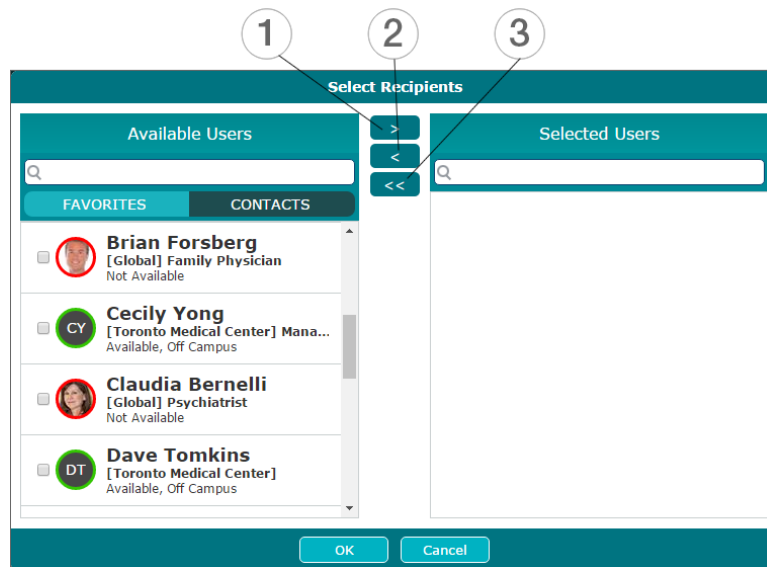 1 2 3
Select Recipients
Available Users
>
Selected Users
<
<<
FAVORITES CONTACTS
Brian Forsberg
[Global] Family Physician
Not Available
CY
Cecily Yong
[Toronto Medical Center] Mana...
Available, Off Campus
Claudia Bernelli
[Global] Psychiatrist
Not Available
DT
Dave Tomkins
[Toronto Medical Center]
Available, Off Campus
OK Cancel